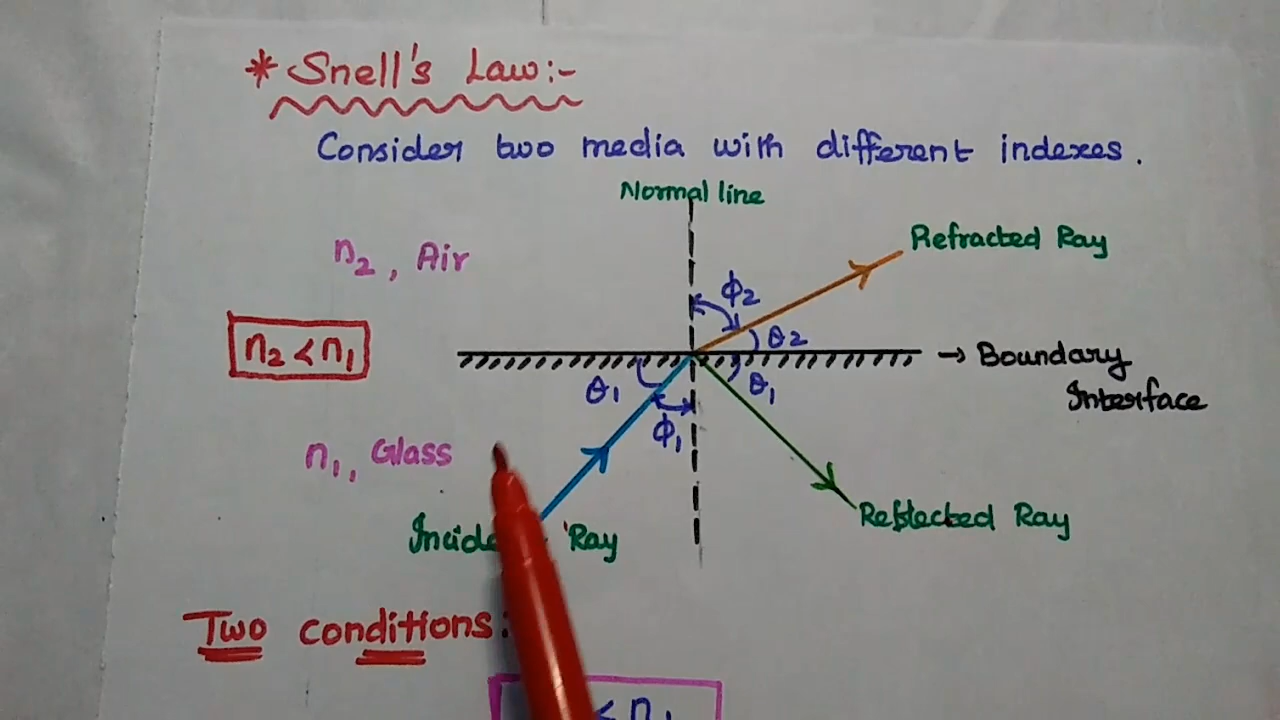 * Snell's Law:-
Consider two media with different indexes.
Normal line
Refracted Ray
n₂, Air
ϕ₂
θ₂
n₂ < n₁
→ Boundary
Interface
θ₁
θ₁
ϕ₁
n₁, Glass
Reflected Ray
Ray
Two conditions:
< n₁